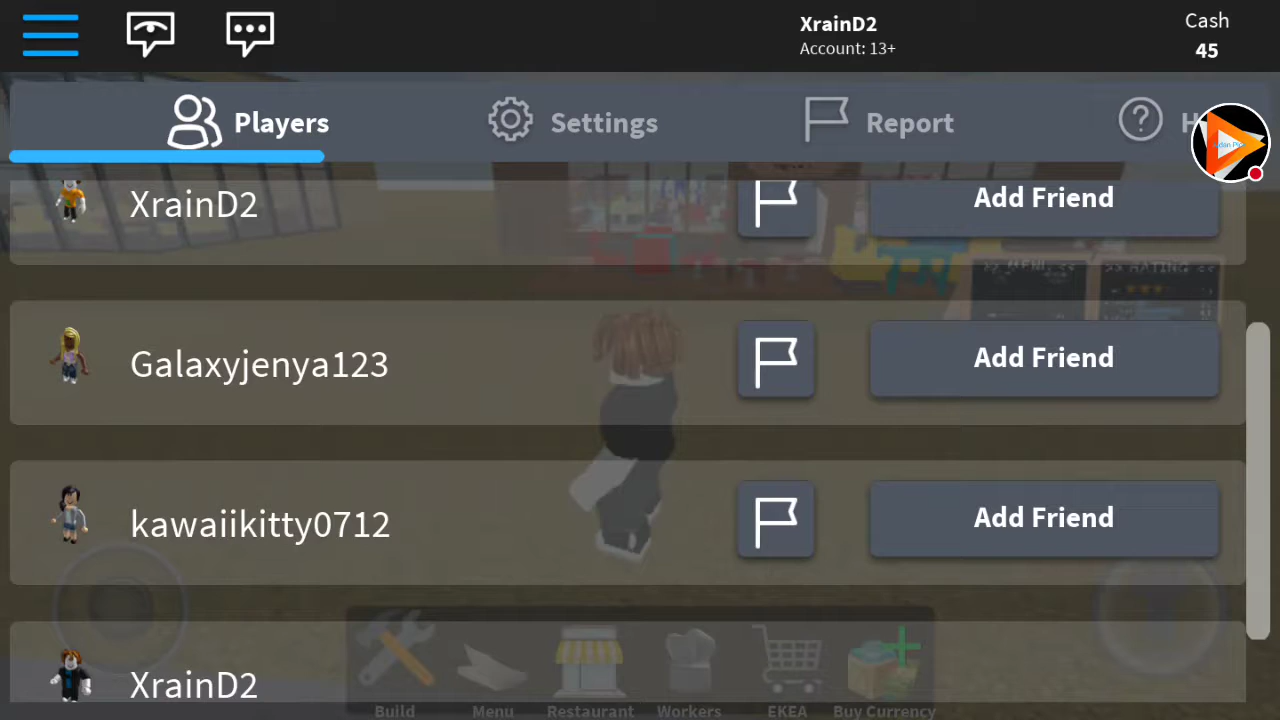 XrainD2
Account: 13+
Cash
45
Players
Settings
Report
H
XrainD2
Add Friend
Galaxyjenya123
Add Friend
kawaiikitty0712
Add Friend
XrainD2
Build
Menu
Restaurant
Workers
EKEA
Buy Currency